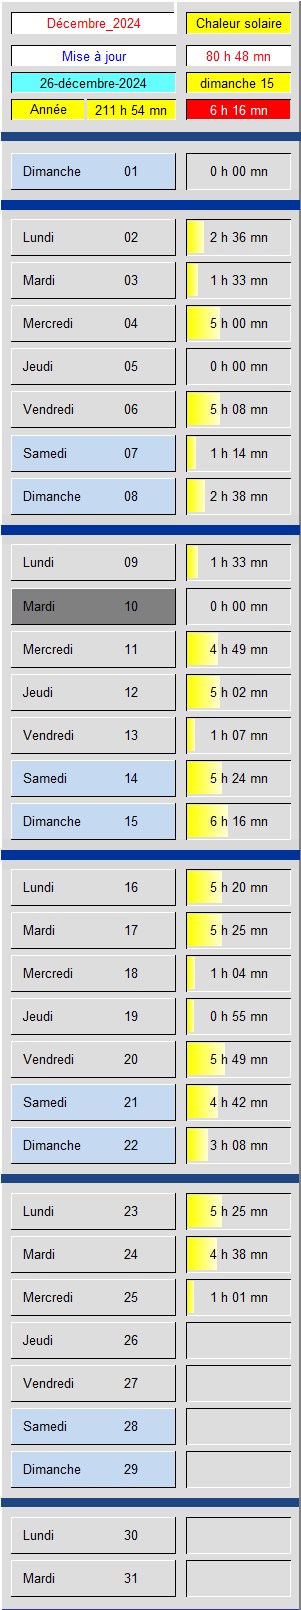 Décembre_2024 Chaleur solaire
Mise à jour 80 h 48 mn
26-décembre-2024 dimanche 15
Année 211 h 54 mn 6 h 16 mn
Dimanche 01 0 h 00 mn
Lundi 02 2 h 36 mn
Mardi 03 1 h 33 mn
Mercredi 04 5 h 00 mn
Jeudi 05 0 h 00 mn
Vendredi 06 5 h 08 mn
Samedi 07 1 h 14 mn
Dimanche 08 2 h 38 mn
Lundi 09 1 h 33 mn
Mardi 10 0 h 00 mn
Mercredi 11 4 h 49 mn
Jeudi 12 5 h 02 mn
Vendredi 13 1 h 07 mn
Samedi 14 5 h 24 mn
Dimanche 15 6 h 16 mn
Lundi 16 5 h 20 mn
Mardi 17 5 h 25 mn
Mercredi 18 1 h 04 mn
Jeudi 19 0 h 55 mn
Vendredi 20 5 h 49 mn
Samedi 21 4 h 42 mn
Dimanche 22 3 h 08 mn
Lundi 23 5 h 25 mn
Mardi 24 4 h 38 mn
Mercredi 25 1 h 01 mn
Jeudi 26
Vendredi 27
Samedi 28
Dimanche 29
Lundi 30
Mardi 31